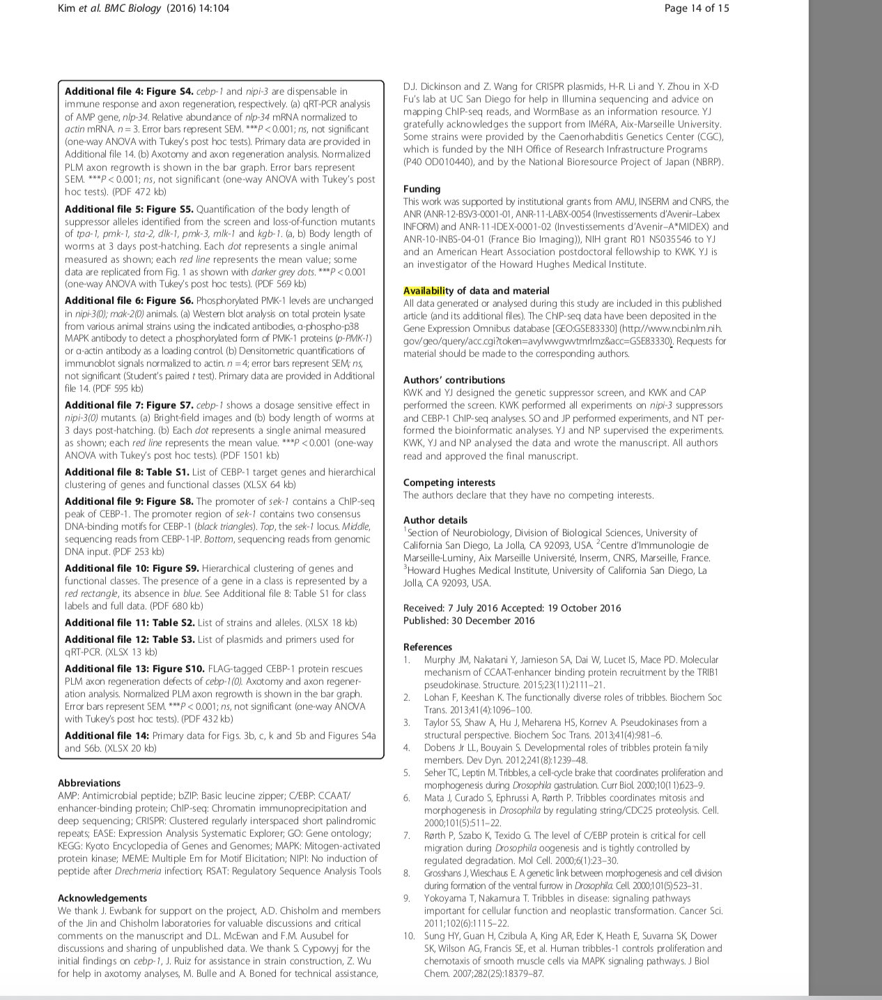 Kim et al. BMC Biology (2016) 14:104
Page 14 of 15
Additional file 4: Figure S4. cebp-1 and nipi-3 are dispensable in
immune response and axon regeneration, respectively. (a) qRT-PCR analysis
of AMP gene, nlp-34. Relative abundance of nlp-34 mRNA normalized to
actin mRNA. n = 3. Error bars represent SEM. ***P < 0.001; ns, not significant
(one-way ANOVA with Tukey's post hoc tests). Primary data are provided in
Additional file 14. (b) Axotomy and axon regeneration analysis. Normalized
PLM axon regrowth is shown in the bar graph. Error bars represent
SEM. ***P < 0.001; ns, not significant (one-way ANOVA with Tukey's post
hoc tests). (PDF 472 kb)
Additional file 5: Figure S5. Quantification of the body length of
suppressor alleles identified from the screen and loss-of-function mutants
of tpa-1, pmk-1, sta-2, dlk-1, pmk-3, mlk-1 and kgb-1. (a, b) Body length of
worms at 3 days post-hatching. Each dot represents a single animal
measured as shown; each red line represents the mean value; some
data are replicated from Fig. 1 as shown with darker grey dots. ***P < 0.001
(one-way ANOVA with Tukey's post hoc tests). (PDF 569 kb)
Additional file 6: Figure S6. Phosphorylated PMK-1 levels are unchanged
in nipi-3(0); mak-2(0) animals. (a) Western blot analysis on total protein lysate
from various animal strains using the indicated antibodies, α-phospho-p38
MAPK antibody to detect a phosphorylated form of PMK-1 proteins (p-PMK-1)
or α-actin antibody as a loading control. (b) Densitometric quantifications of
immunoblot signals normalized to actin. n = 4; error bars represent SEM; ns,
not significant (Student's paired t test). Primary data are provided in Additional
file 14. (PDF 595 kb)
Additional file 7: Figure S7. cebp-1 shows a dosage sensitive effect in
nipi-3(0) mutants. (a) Bright-field images and (b) body length of worms at
3 days post-hatching. (b) Each dot represents a single animal measured
as shown; each red line represents the mean value. ***P < 0.001 (one-way
ANOVA with Tukey's post hoc tests). (PDF 1501 kb)
Additional file 8: Table S1. List of CEBP-1 target genes and hierarchical
clustering of genes and functional classes (XLSX 64 kb)
Additional file 9: Figure S8. The promoter of sek-1 contains a ChIP-seq
peak of CEBP-1. The promoter region of sek-1 contains two consensus
DNA-binding motifs for CEBP-1 (black triangles). Top, the sek-1 locus. Middle,
sequencing reads from CEBP-1-IP. Bottom, sequencing reads from genomic
DNA input. (PDF 253 kb)
Additional file 10: Figure S9. Hierarchical clustering of genes and
functional classes. The presence of a gene in a class is represented by a
red rectangle, its absence in blue. See Additional file 8: Table S1 for class
labels and full data. (PDF 680 kb)
Additional file 11: Table S2. List of strains and alleles. (XLSX 18 kb)
Additional file 12: Table S3. List of plasmids and primers used for
qRT-PCR. (XLSX 13 kb)
Additional file 13: Figure S10. FLAG-tagged CEBP-1 protein rescues
PLM axon regeneration defects of cebp-1(0). Axotomy and axon regener-
ation analysis. Normalized PLM axon regrowth is shown in the bar graph.
Error bars represent SEM. ***P < 0.001; ns, not significant (one-way ANOVA
with Tukey's post hoc tests). (PDF 432 kb)
Additional file 14: Primary data for Figs. 3b, c, k and 5b and Figures S4a
and S6b. (XLSX 20 kb)
Abbreviations
AMP: Antimicrobial peptide; bZIP: Basic leucine zipper; C/EBP: CCAAT/
enhancer-binding protein; ChIP-seq: Chromatin immunoprecipitation and
deep sequencing; CRISPR: Clustered regularly interspaced short palindromic
repeats; EASE: Expression Analysis Systematic Explorer; GO: Gene ontology;
KEGG: Kyoto Encyclopedia of Genes and Genomes; MAPK: Mitogen-activated
protein kinase; MEME: Multiple Em for Motif Elicitation; NIPI: No induction of
peptide after Drechmeria infection; RSAT: Regulatory Sequence Analysis Tools
Acknowledgements
We thank J. Ewbank for support on the project, A.D. Chisholm and members
of the Jin and Chisholm laboratories for valuable discussions and critical
comments on the manuscript and D.L. McEwan and F.M. Ausubel for
discussions and sharing of unpublished data. We thank S. Cypowyj for the
initial findings on cebp-1, J. Ruiz for assistance in strain construction, Z. Wu
for help in axotomy analyses, M. Bulle and A. Boned for technical assistance,
D.J. Dickinson and Z. Wang for CRISPR plasmids, H-R. Li and Y. Zhou in X-D
Fu's lab at UC San Diego for help in Illumina sequencing and advice on
mapping ChIP-seq reads, and WormBase as an information resource. YJ
gratefully acknowledges the support from IMéRA, Aix-Marseille University.
Some strains were provided by the Caenorhabditis Genetics Center (CGC),
which is funded by the NIH Office of Research Infrastructure Programs
(P40 OD010440), and by the National Bioresource Project of Japan (NBRP).
Funding
This work was supported by institutional grants from AMU, INSERM and CNRS, the
ANR (ANR-12-BSV3-0001-01, ANR-11-LABX-0054 (Investissements d'Avenir–Labex
INFORM) and ANR-11-IDEX-0001-02 (Investissements d'Avenir–A*MIDEX) and
ANR-10-INBS-04-01 (France Bio Imaging)), NIH grant R01 NS035546 to YJ
and an American Heart Association postdoctoral fellowship to KWK. YJ is
an investigator of the Howard Hughes Medical Institute.
Availability of data and material
All data generated or analysed during this study are included in this published
article (and its additional files). The ChIP-seq data have been deposited in the
Gene Expression Omnibus database [GEO:GSE83330] (http://www.ncbi.nlm.nih.
gov/geo/query/acc.cgi?token=avylwwgwvtmrlmz&acc=GSE83330). Requests for
material should be made to the corresponding authors.
Authors' contributions
KWK and YJ designed the genetic suppressor screen, and KWK and CAP
performed the screen. KWK performed all experiments on nipi-3 suppressors
and CEBP-1 ChIP-seq analyses. SO and JP performed experiments, and NT per-
formed the bioinformatic analyses. YJ and NP supervised the experiments.
KWK, YJ and NP analysed the data and wrote the manuscript. All authors
read and approved the final manuscript.
Competing interests
The authors declare that they have no competing interests.
Author details
1Section of Neurobiology, Division of Biological Sciences, University of
California San Diego, La Jolla, CA 92093, USA. 2Centre d'Immunologie de
Marseille-Luminy, Aix Marseille Université, Inserm, CNRS, Marseille, France.
3Howard Hughes Medical Institute, University of California San Diego, La
Jolla, CA 92093, USA.
Received: 7 July 2016 Accepted: 19 October 2016
Published: 30 December 2016
References
1. Murphy JM, Nakatani Y, Jamieson SA, Dai W, Lucet IS, Mace PD. Molecular
mechanism of CCAAT-enhancer binding protein recruitment by the TRIB1
pseudokinase. Structure. 2015;23(11):2111–21.
2. Lohan F, Keeshan K. The functionally diverse roles of tribbles. Biochem Soc
Trans. 2013;41(4):1096–100.
3. Taylor SS, Shaw A, Hu J, Meharena HS, Kornev A. Pseudokinases from a
structural perspective. Biochem Soc Trans. 2013;41(4):981–6.
4. Dobens Jr LL, Bouyain S. Developmental roles of tribbles protein family
members. Dev Dyn. 2012;241(8):1239–48.
5. Seher TC, Leptin M. Tribbles, a cell-cycle brake that coordinates proliferation and
morphogenesis during Drosophila gastrulation. Curr Biol. 2000;10(11):623–9.
6. Mata J, Curado S, Ephrussi A, Rørth P. Tribbles coordinates mitosis and
morphogenesis in Drosophila by regulating string/CDC25 proteolysis. Cell.
2000;101(5):511–22.
7. Rørth P, Szabo K, Texido G. The level of C/EBP protein is critical for cell
migration during Drosophila oogenesis and is tightly controlled by
regulated degradation. Mol Cell. 2000;6(1):23–30.
8. Grosshans J, Wieschaus E. A genetic link between morphogenesis and cell division
during formation of the ventral furrow in Drosophila. Cell. 2000;101(5):523–31.
9. Yokoyama T, Nakamura T. Tribbles in disease: signaling pathways
important for cellular function and neoplastic transformation. Cancer Sci.
2011;102(6):1115–22.
10. Sung HY, Guan H, Czibula A, King AR, Eder K, Heath E, Suvarna SK, Dower
SK, Wilson AG, Francis SE, et al. Human tribbles-1 controls proliferation and
chemotaxis of smooth muscle cells via MAPK signaling pathways. J Biol
Chem. 2007;282(25):18379–87.